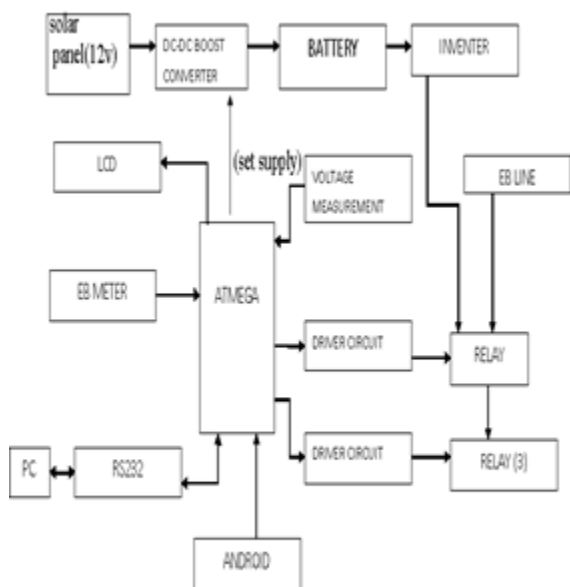 solar
panel(12v)
DC-DC BOOST
CONVERTER
BATTERY
INVENTER
LCD
(set supply)
VOLTAGE
MEASUREMENT
EB LINE
EB METER
ATMEGA
DRIVER CIRCUIT
RELAY
PC
RS232
DRIVER CIRCUIT
RELAY (3)
ANDROID